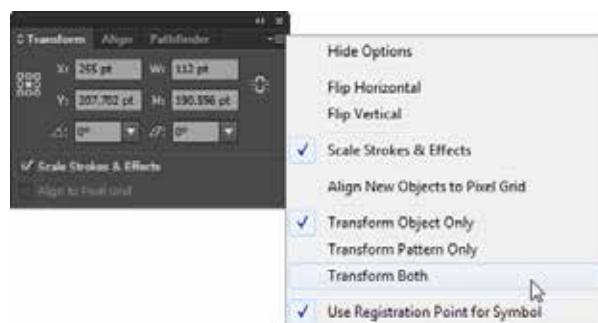 Transform Align Pathfinder
X: 255 pt W: 112 pt
Y: 207.702 pt H: 190.556 pt
0° 0°
Scale Strokes & Effects
Align to Pixel Grid
Hide Options
Flip Horizontal
Flip Vertical
Scale Strokes & Effects
Align New Objects to Pixel Grid
Transform Object Only
Transform Pattern Only
Transform Both
Use Registration Point for Symbol